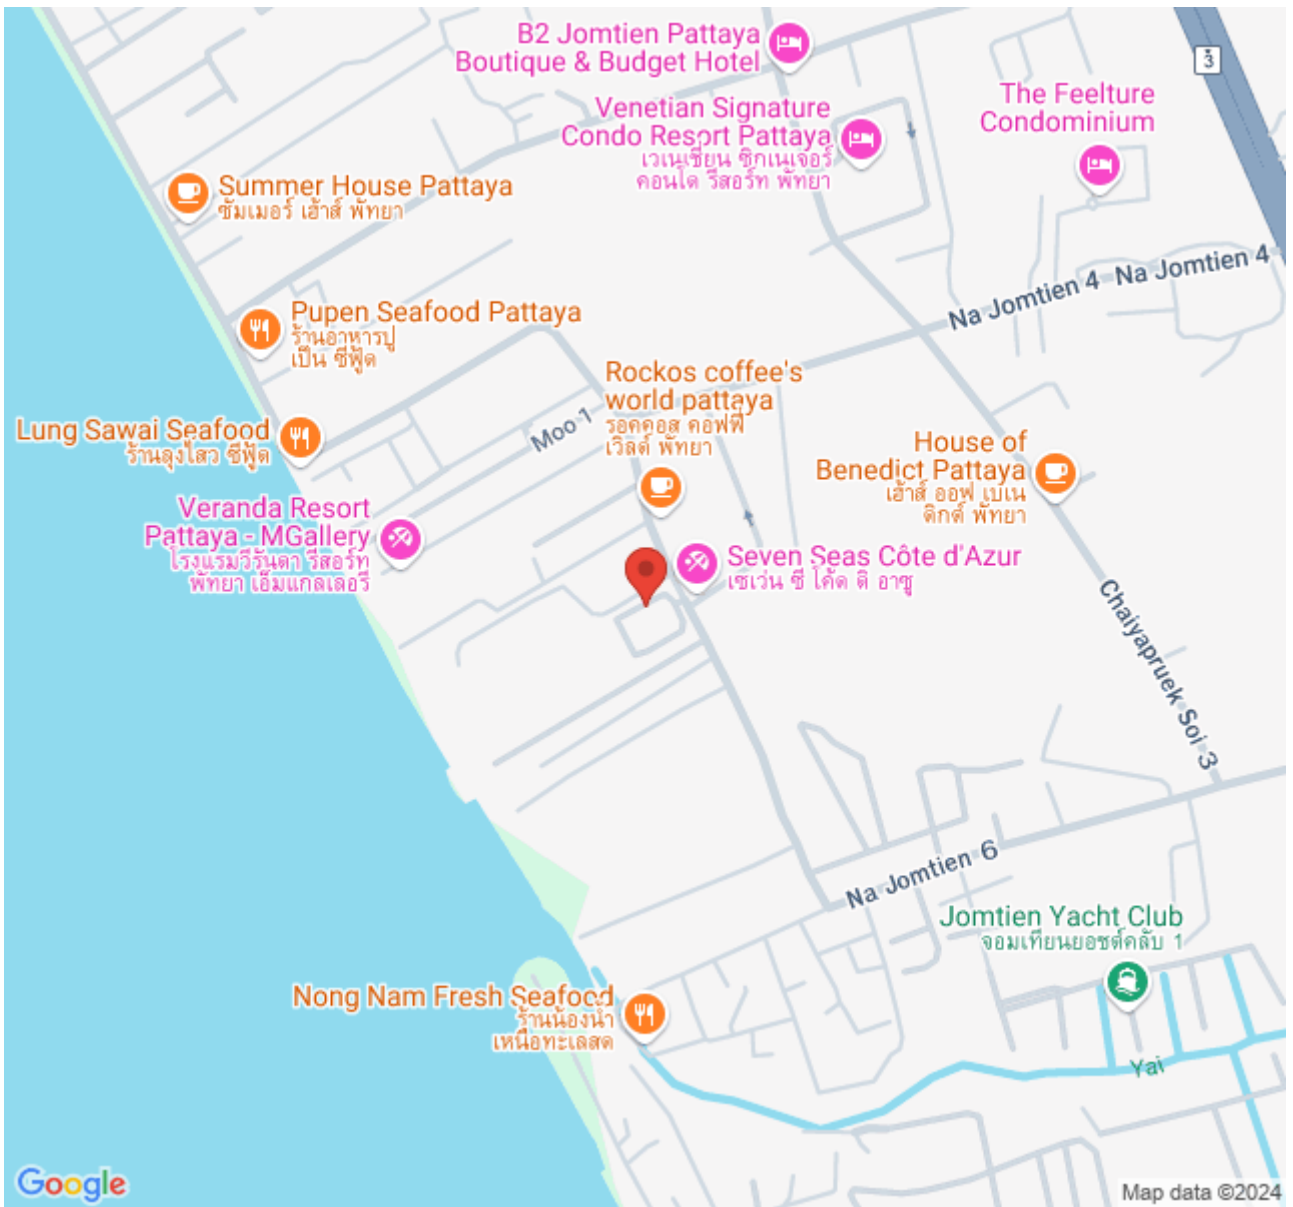 B2 Jomtien Pattaya
Boutique & Budget Hotel
3
The Feelture
Condominium
Venetian Signature
Condo Resort Pattaya
เวเนเชี่ยน ซิกเนเจอร์
คอนโด รีสอร์ท พัทยา
Summer House Pattaya
ซัมเมอร์ เฮ้าส์ พัทยา
Na Jomtien 4
Na Jomtien 4
Pupen Seafood Pattaya
ร้านอาหารปู
เป็น ซีฟู้ด
Rockos coffee's
world pattaya
รอคคอส คอฟฟี่
เวิลด์ พัทยา
Moo 1
Lung Sawai Seafood
ร้านลุงไสว ซีฟู้ด
House of
Benedict Pattaya
เฮ้าส์ ออฟ เบเน
ดิกต์ พัทยา
Veranda Resort
Pattaya - MGallery
โรงแรมวีรันดา รีสอร์ท
พัทยา เอ็มแกลเลอรี
Seven Seas Côte d'Azur
เซเว่น ซี โค้ด ดิ อาซู
Chaiyapruek Soi 3
Na Jomtien 6
Jomtien Yacht Club
จอมเทียนยอชต์คลับ 1
Nong Nam Fresh Seafood
ร้านน้องน้ำ
เหนือทะเลสด
Yai
Google
Map data ©2024